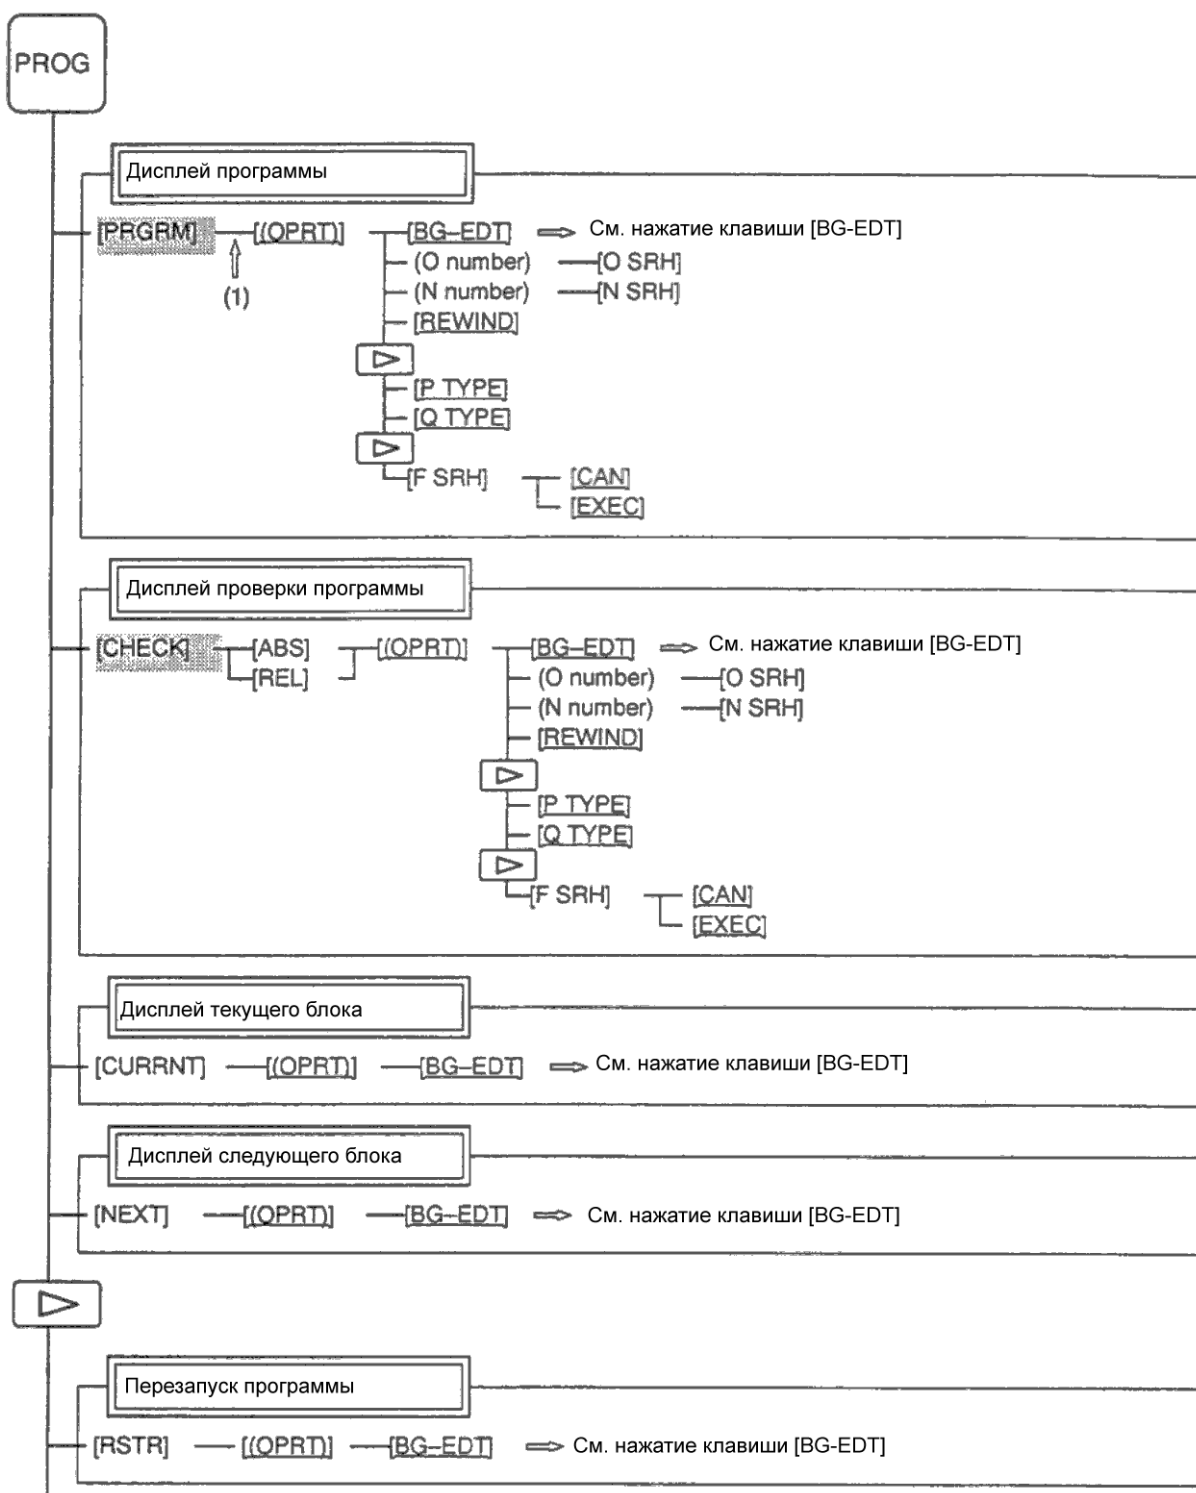 PROG
Дисплей программы
[PRGRM] [(OPRT)] [BG–EDT] См. нажатие клавиши [BG-EDT]
(O number) [O SRH]
(1) (N number) [N SRH]
[REWIND]
[P TYPE]
[Q TYPE]
[F SRH] [CAN]
[EXEC]
Дисплей проверки программы
[CHECK] [ABS] [(OPRT)] [BG–EDT] См. нажатие клавиши [BG-EDT]
[REL] (O number) [O SRH]
(N number) [N SRH]
[REWIND]
[P TYPE]
[Q TYPE]
[F SRH] [CAN]
[EXEC]
Дисплей текущего блока
[CURRNT] [(OPRT)] [BG–EDT] См. нажатие клавиши [BG-EDT]
Дисплей следующего блока
[NEXT] [(OPRT)] [BG–EDT] См. нажатие клавиши [BG-EDT]
Перезапуск программы
[RSTR] [(OPRT)] [BG–EDT] См. нажатие клавиши [BG-EDT]